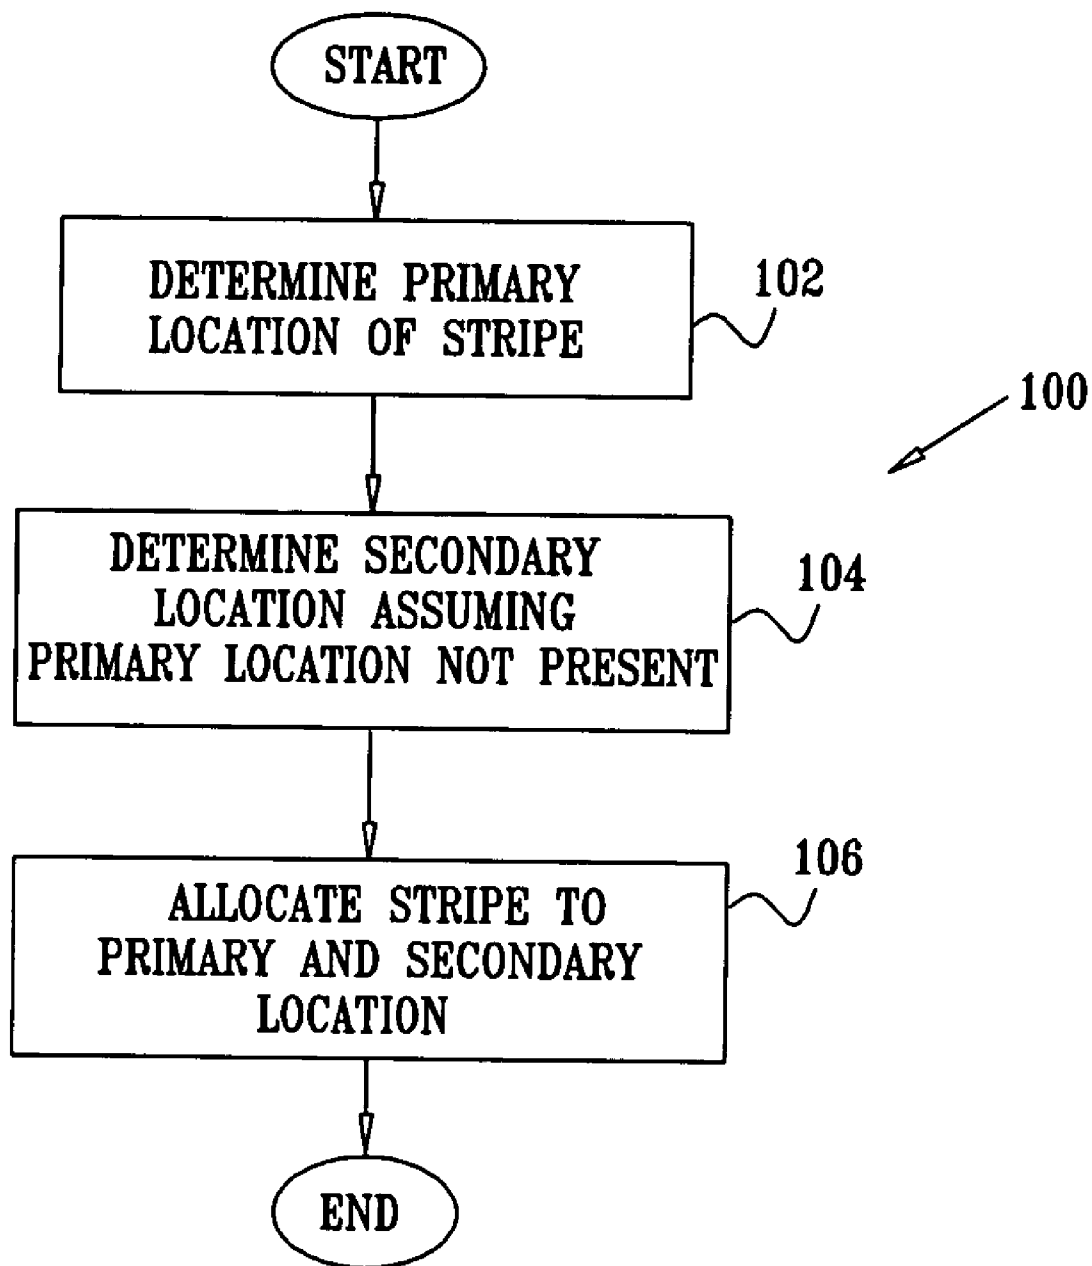 START
DETERMINE PRIMARY
LOCATION OF STRIPE
102
100
DETERMINE SECONDARY
LOCATION ASSUMING
PRIMARY LOCATION NOT PRESENT
104
ALLOCATE STRIPE TO
PRIMARY AND SECONDARY
LOCATION
106
END